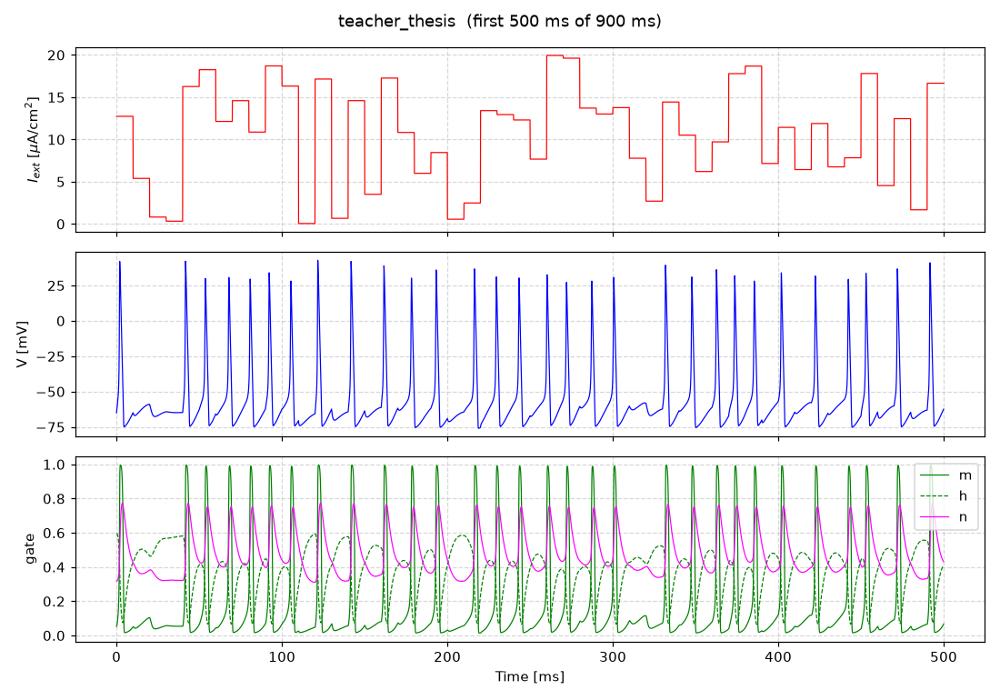 teacher_thesis  (first 500 ms of 900 ms)
20
15
10
5
0
I_ext [μA/cm²]
25
0
−25
−50
−75
V [mV]
1.0
0.8
0.6
0.4
0.2
0.0
gate
m
h
n
0 100 200 300 400 500
Time [ms]